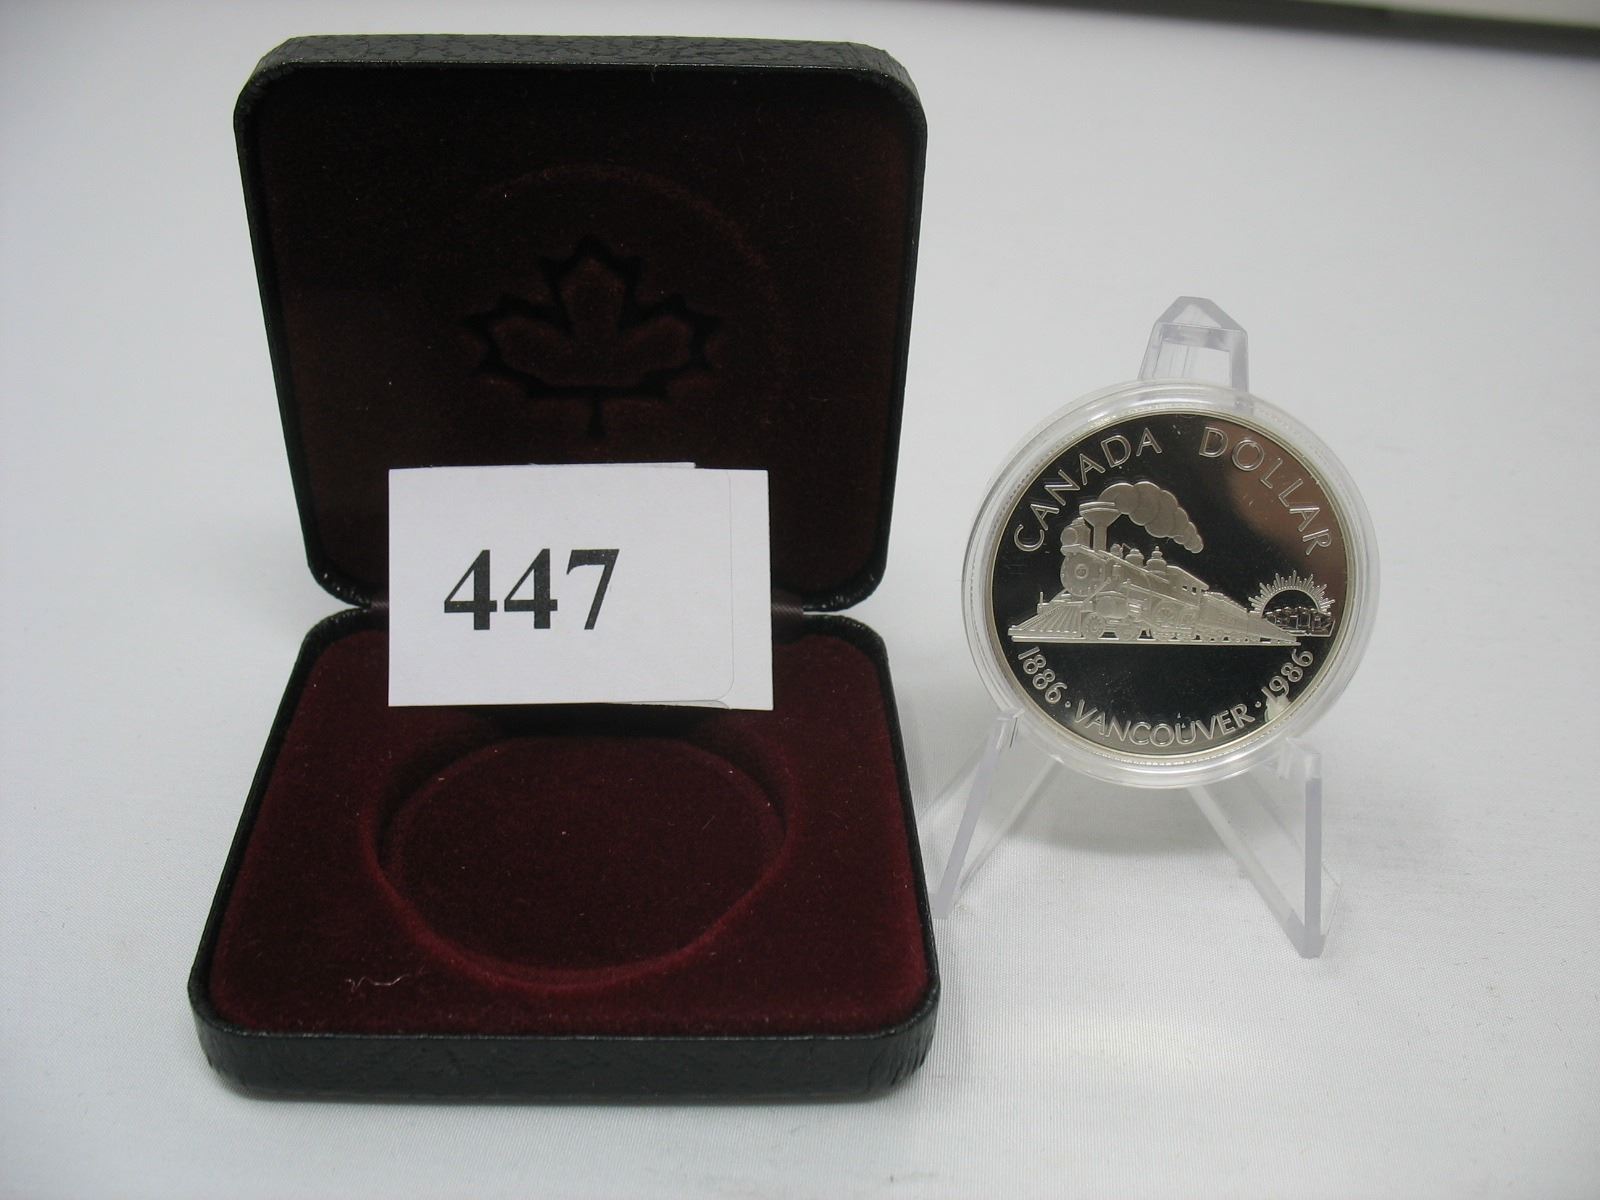 447
CANADA DOLLAR
1886 · VANCOUVER · 1986